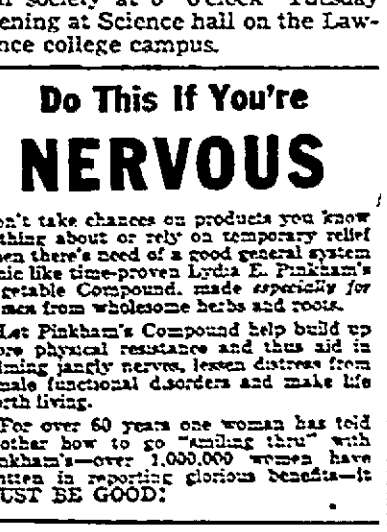 society at 8 o'clock Tuesday
ening at Science hall on the Law-
nce college campus.
Do This If You're
NERVOUS
on't take chances on products you know
thing about or rely on temporary relief
en there's need of a good general system
nic like time-proven Lydia E. Pinkham's
getable Compound, made especially for
men from wholesome herbs and roots.
Let Pinkham's Compound help build up
ore physical resistance and thus aid in
lming jangly nerves, lessen distress from
male functional disorders and make life
orth living.
For over 60 years one woman has told
other how to go "smiling thru" with
nkham's—over 1,000,000 women have
itten in reporting glorious benefits—it
UST BE GOOD!